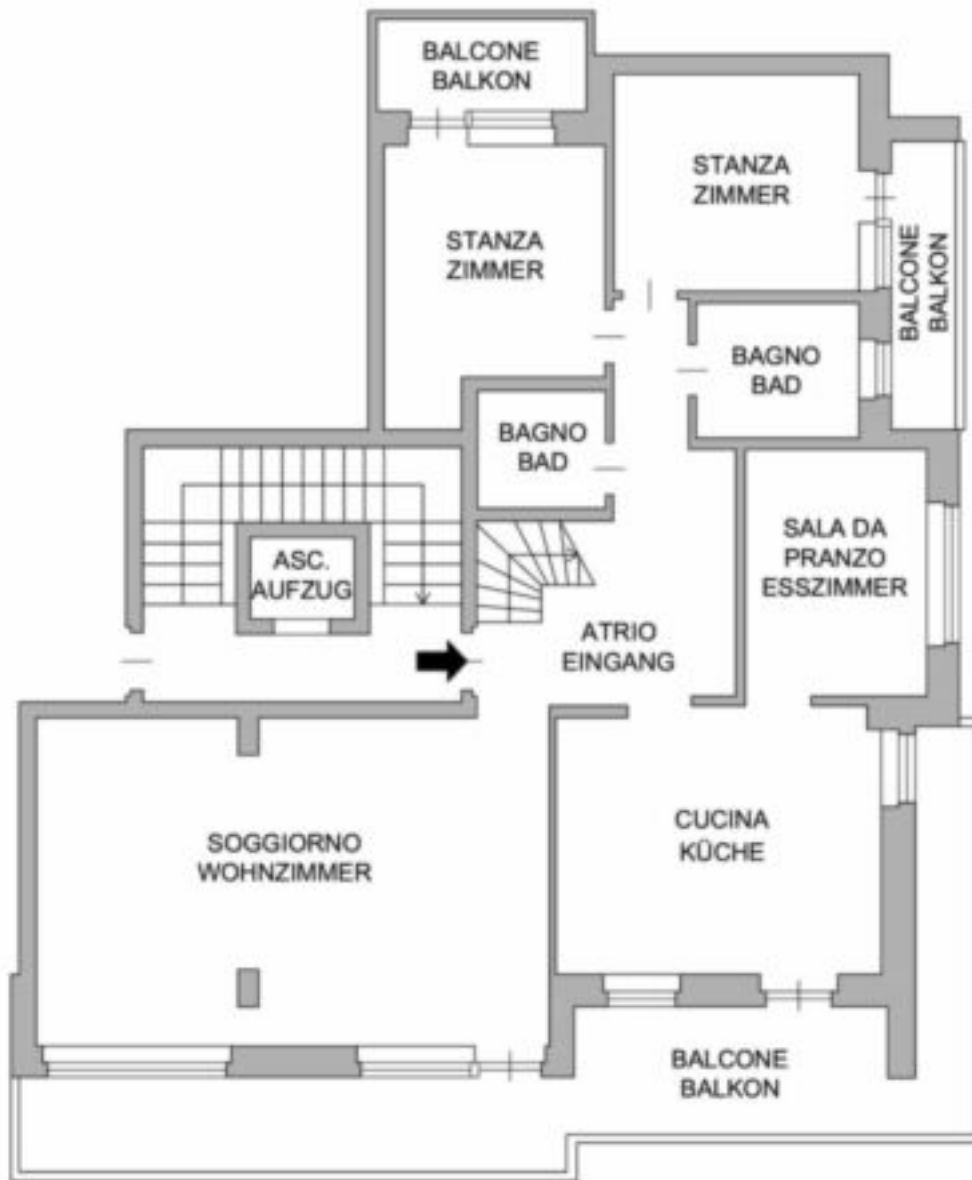 BALCONE
BALKON
STANZA
ZIMMER
STANZA
ZIMMER
BALCONE
BALKON
BAGNO
BAD
BAGNO
BAD
ASC.
AUFZUG
SALA DA
PRANZO
ESSZIMMER
ATRIO
EINGANG
SOGGIORNO
WOHNZIMMER
CUCINA
KÜCHE
BALCONE
BALKON